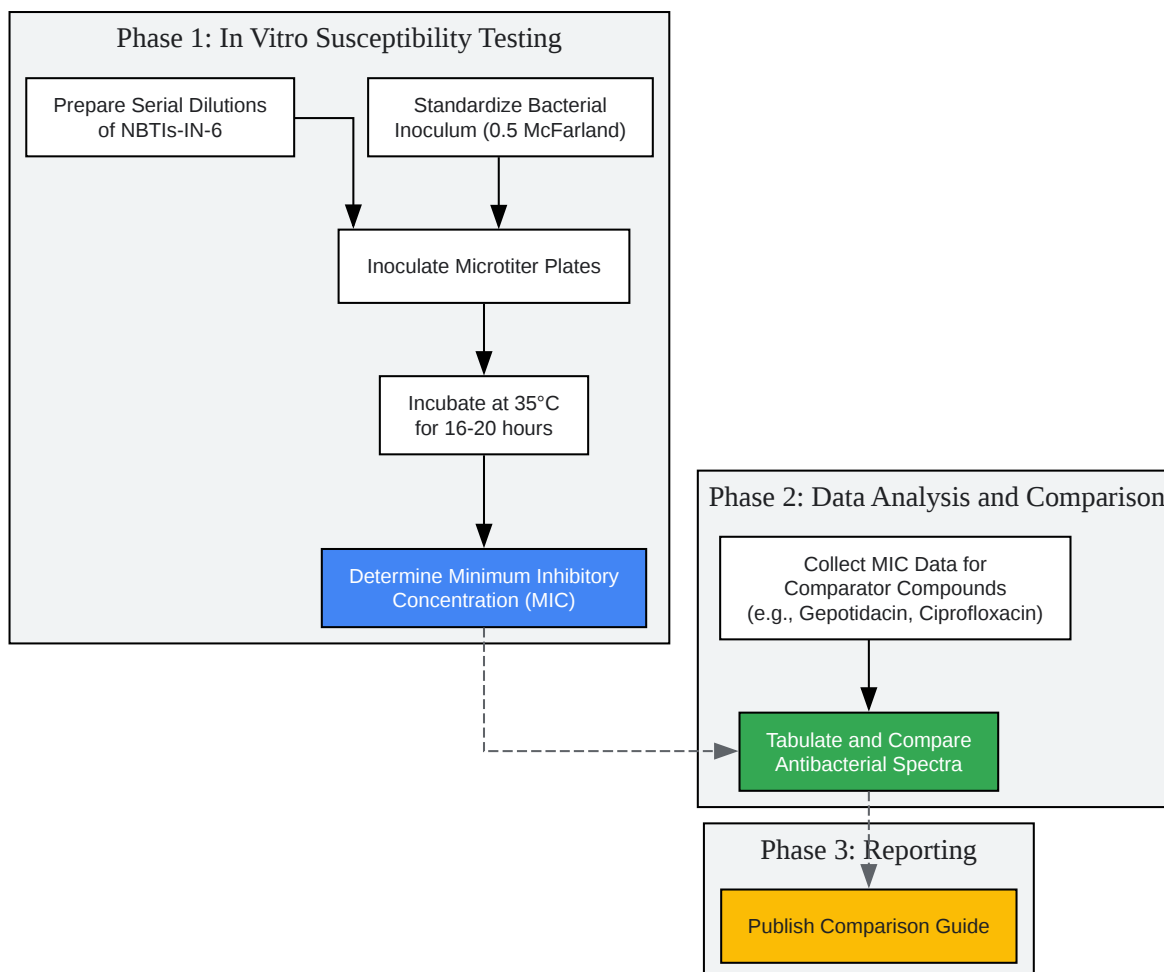 Phase 1: In Vitro Susceptibility Testing
Prepare Serial Dilutions
of NBTIs-IN-6
Standardize Bacterial
Inoculum (0.5 McFarland)
Inoculate Microtiter Plates
Incubate at 35°C
for 16-20 hours
Determine Minimum Inhibitory
Concentration (MIC)
Phase 2: Data Analysis and Comparison
Collect MIC Data for
Comparator Compounds
(e.g., Gepotidacin, Ciprofloxacin)
Tabulate and Compare
Antibacterial Spectra
Phase 3: Reporting
Publish Comparison Guide